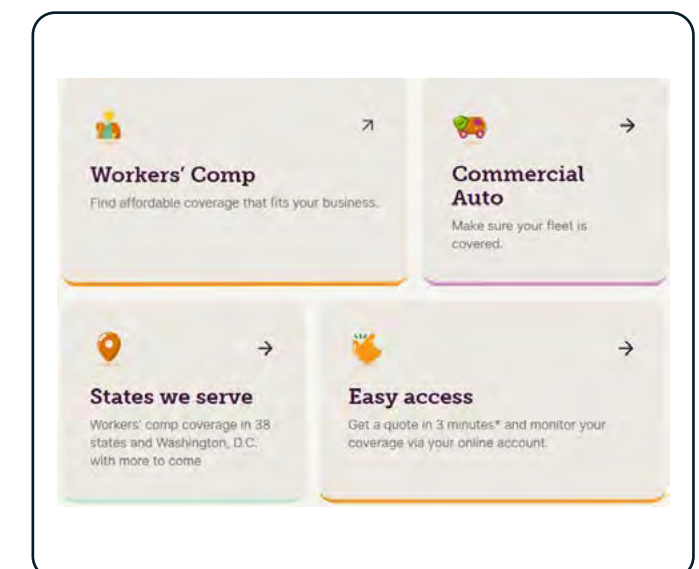 Workers' Comp
Find affordable coverage that fits your business.
Commercial
Auto
Make sure your fleet is
covered.
States we serve
Workers' comp coverage in 38
states and Washington, D.C.
with more to come
Easy access
Get a quote in 3 minutes* and monitor your
coverage via your online account.